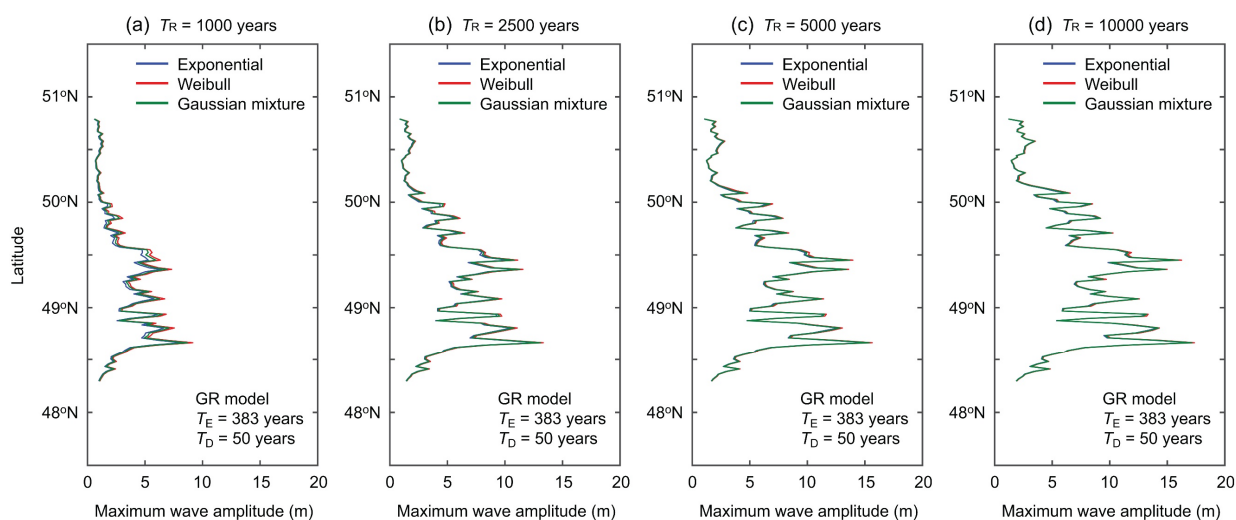 (a) TR = 1000 years
(b) TR = 2500 years
(c) TR = 5000 years
(d) TR = 10000 years
Exponential
Weibull
Gaussian mixture
Exponential
Weibull
Gaussian mixture
Exponential
Weibull
Gaussian mixture
Exponential
Weibull
Gaussian mixture
Latitude
51ºN
50ºN
49ºN
48ºN
51ºN
50ºN
49ºN
48ºN
51ºN
50ºN
49ºN
48ºN
51ºN
50ºN
49ºN
48ºN
GR model
TE = 383 years
TD = 50 years
GR model
TE = 383 years
TD = 50 years
GR model
TE = 383 years
TD = 50 years
GR model
TE = 383 years
TD = 50 years
0 5 10 15 20
0 5 10 15 20
0 5 10 15 20
0 5 10 15 20
Maximum wave amplitude (m)
Maximum wave amplitude (m)
Maximum wave amplitude (m)
Maximum wave amplitude (m)